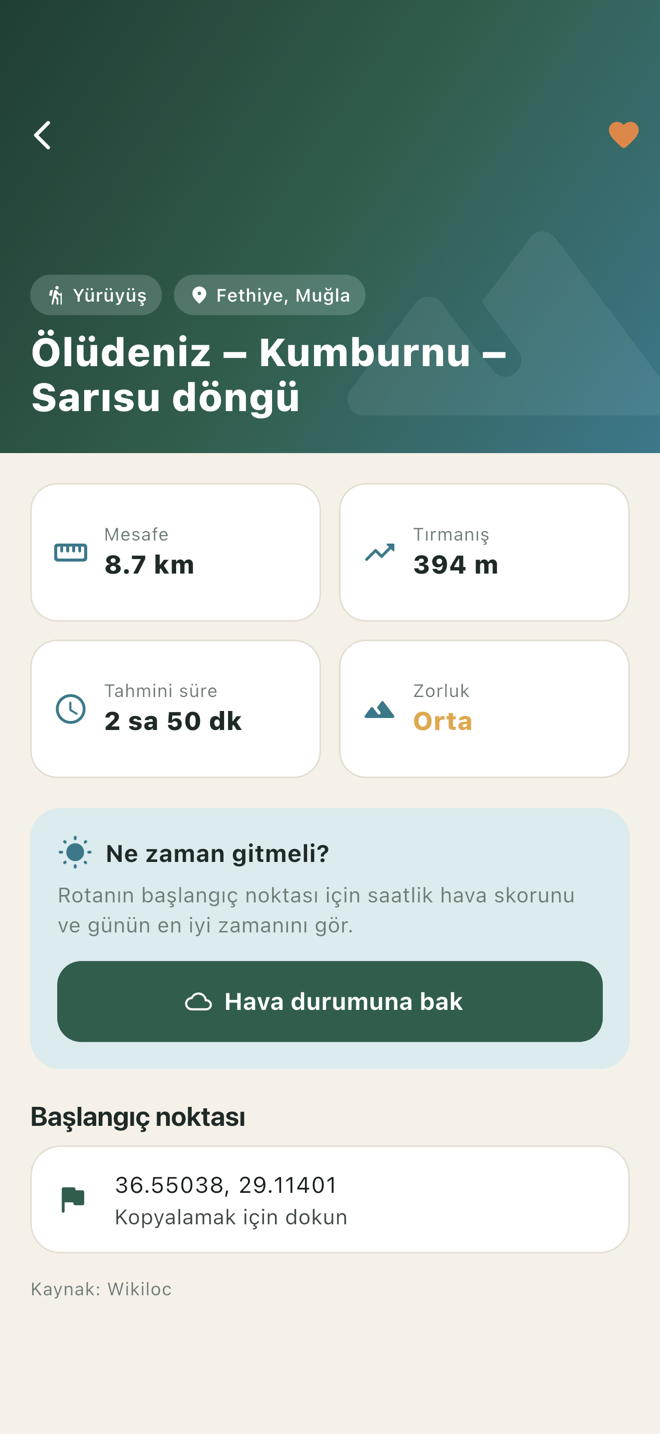 Yürüyüş
Fethiye, Muğla
Ölüdeniz – Kumburnu –
Sarısu döngü
Mesafe
8.7 km
Tırmanış
394 m
Tahmini süre
2 sa 50 dk
Zorluk
Orta
Ne zaman gitmeli?
Rotanın başlangıç noktası için saatlik hava skorunu
ve günün en iyi zamanını gör.
Hava durumuna bak
Başlangıç noktası
36.55038, 29.11401
Kopyalamak için dokun
Kaynak: Wikiloc